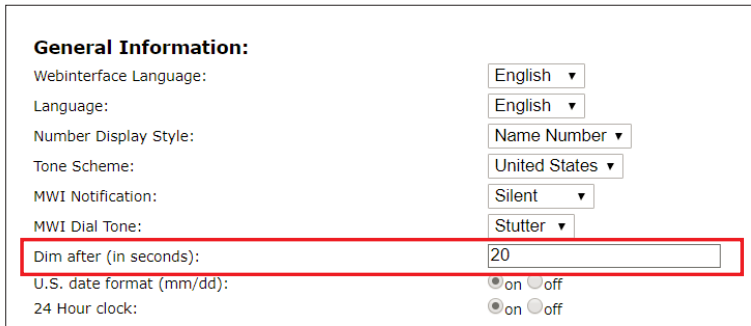 General Information:
Webinterface Language: English
Language: English
Number Display Style: Name Number
Tone Scheme: United States
MWI Notification: Silent
MWI Dial Tone: Stutter
Dim after (in seconds): 20
U.S. date format (mm/dd): on off
24 Hour clock: on off